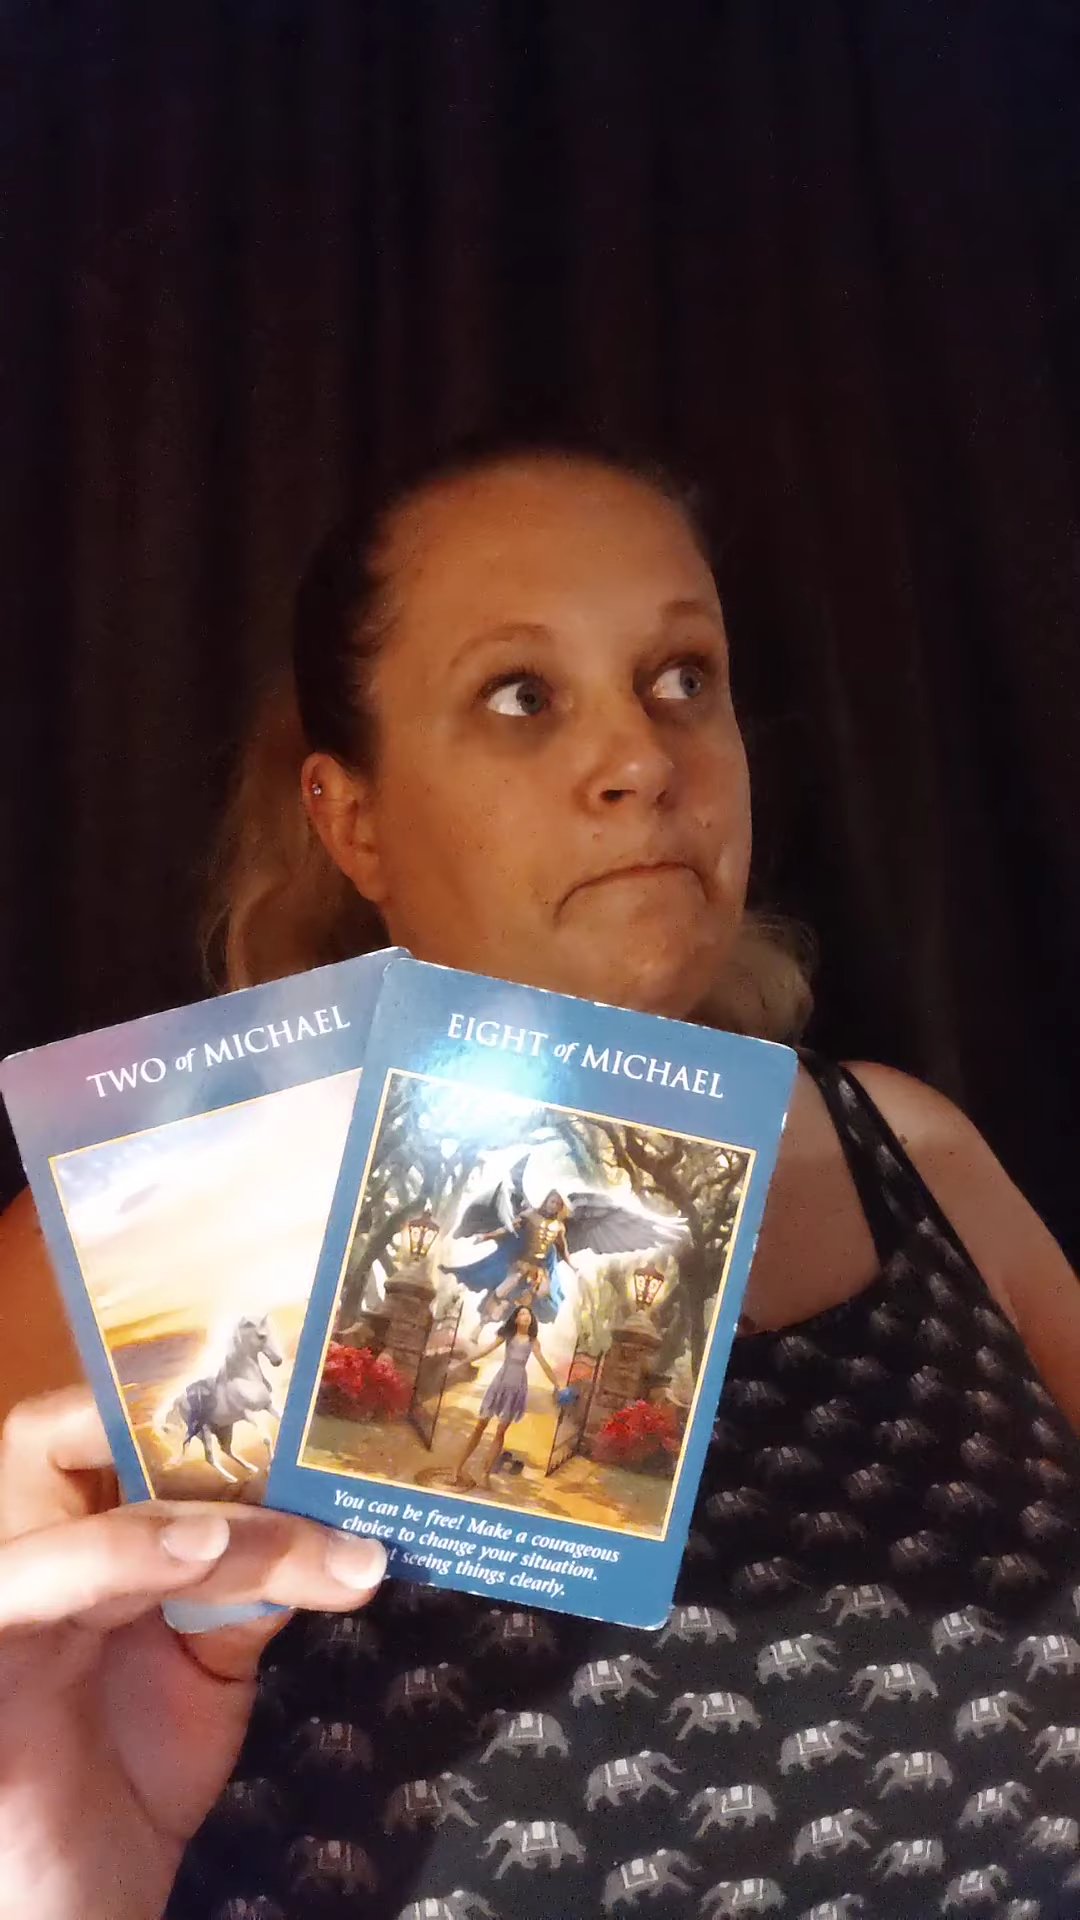 TWO of MICHAEL
EIGHT of MICHAEL
You can be free! Make a courageous
choice to change your situation.
seeing things clearly.